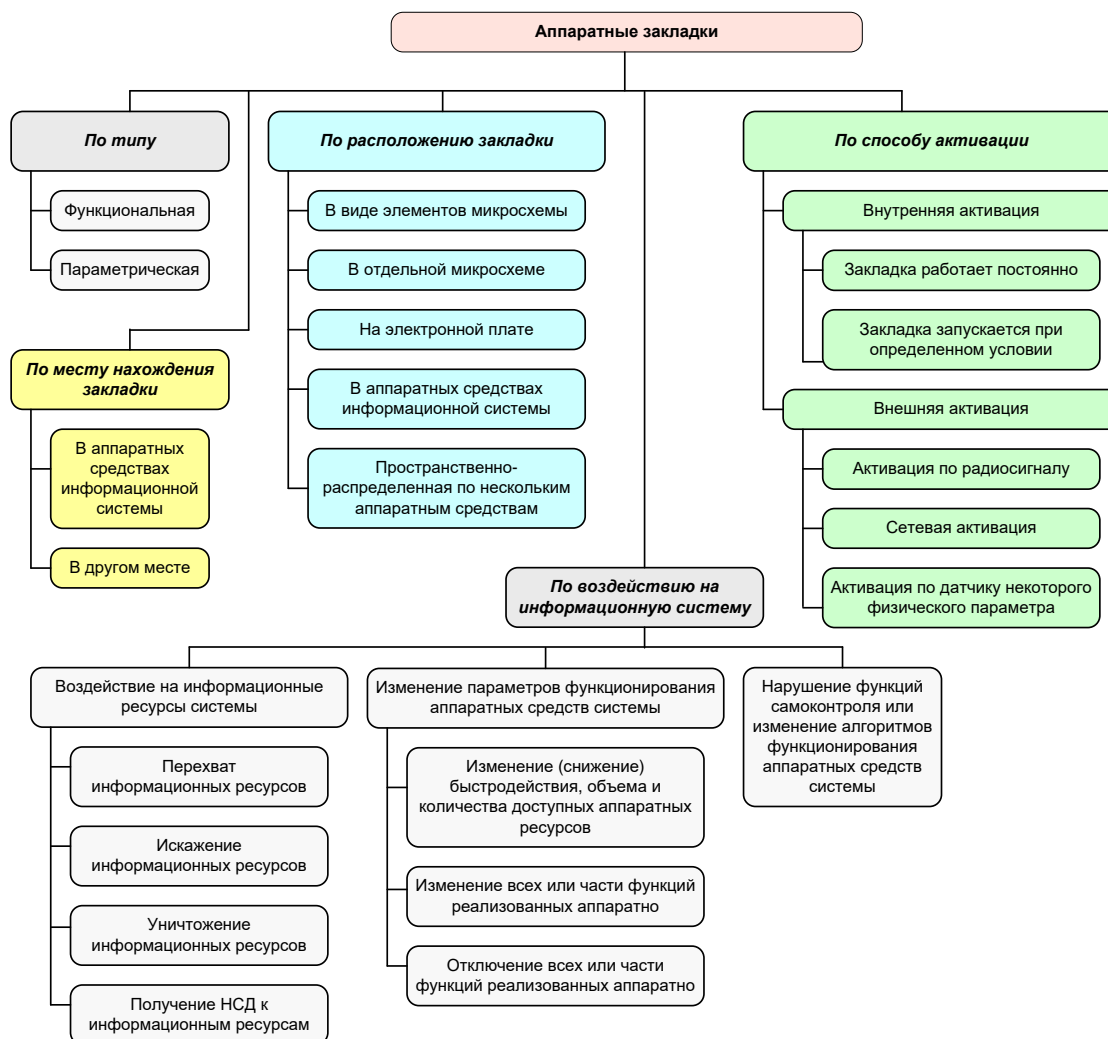 Аппаратные закладки
По типу
Функциональная
Параметрическая
По месту нахождения
закладки
В аппаратных
средствах
информационной
системы
В другом месте
По расположению закладки
В виде элементов микросхемы
В отдельной микросхеме
На электронной плате
В аппаратных средствах
информационной системы
Пространственно-
распределенная по нескольким
аппаратным средствам
По способу активации
Внутренняя активация
Закладка работает постоянно
Закладка запускается при
определенном условии
Внешняя активация
Активация по радиосигналу
Сетевая активация
Активация по датчику некоторого
физического параметра
По воздействию на
информационную систему
Воздействие на информационные
ресурсы системы
Перехват
информационных ресурсов
Искажение
информационных ресурсов
Уничтожение
информационных ресурсов
Получение НСД к
информационным ресурсам
Изменение параметров функционирования
аппаратных средств системы
Изменение (снижение)
быстродействия, объема и
количества доступных аппаратных
ресурсов
Изменение всех или части функций
реализованных аппаратно
Отключение всех или части
функций реализованных аппаратно
Нарушение функций
самоконтроля или
изменение алгоритмов
функционирования
аппаратных средств
системы